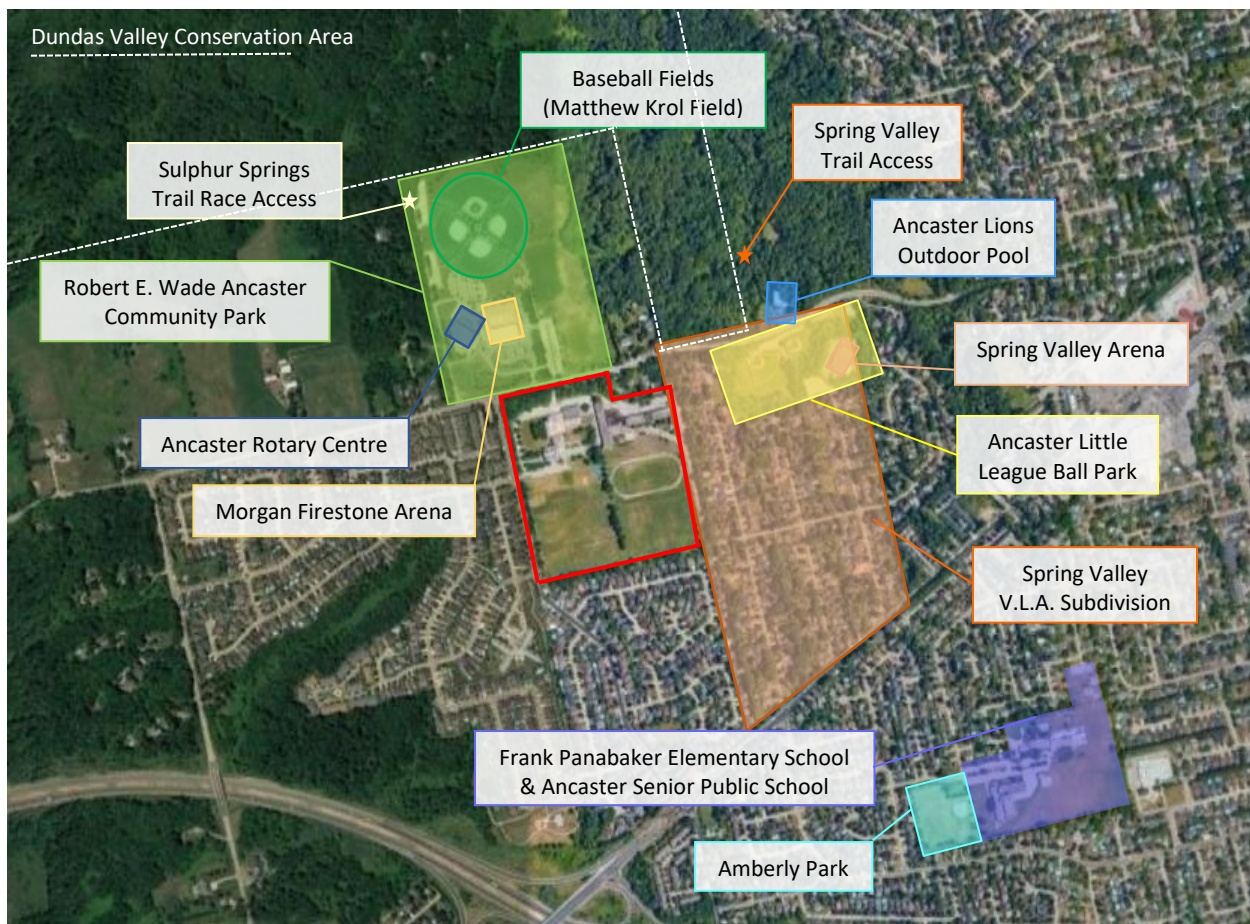 Dundas Valley Conservation Area
Baseball Fields
(Matthew Krol Field)
Spring Valley
Trail Access
Sulphur Springs
Trail Race Access
Ancaster Lions
Outdoor Pool
Robert E. Wade Ancaster
Community Park
Spring Valley Arena
Ancaster Rotary Centre
Ancaster Little
League Ball Park
Morgan Firestone Arena
Spring Valley
V.L.A. Subdivision
Frank Panabaker Elementary School
& Ancaster Senior Public School
Amberly Park